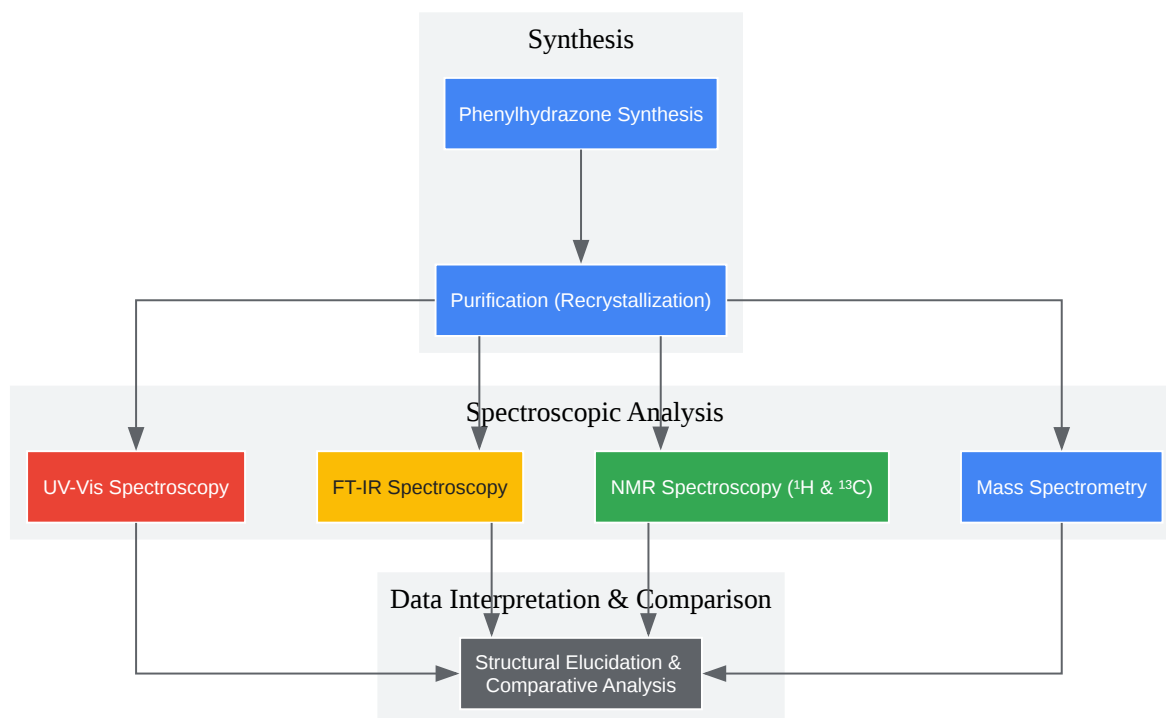 Synthesis
Phenylhydrazone Synthesis
Purification (Recrystallization)
Spectroscopic Analysis
UV-Vis Spectroscopy
FT-IR Spectroscopy
NMR Spectroscopy (¹H & ¹³C)
Mass Spectrometry
Data Interpretation & Comparison
Structural Elucidation &
Comparative Analysis